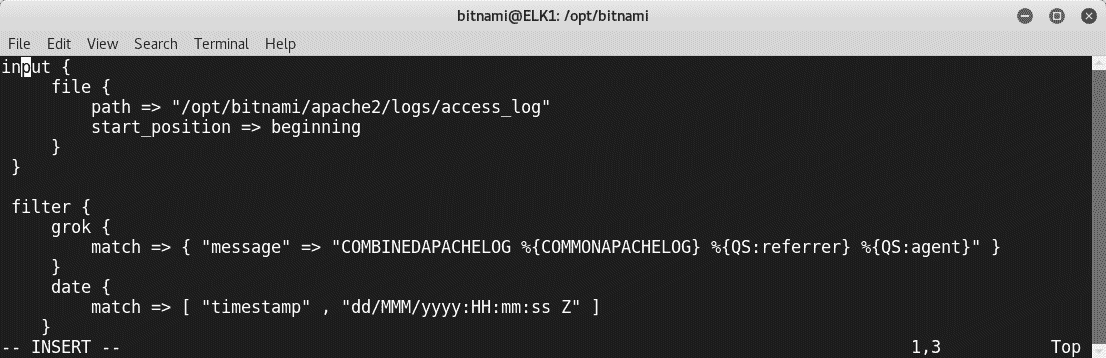 bitnami@ELK1: /opt/bitnami
File Edit View Search Terminal Help
input {
     file {
         path => "/opt/bitnami/apache2/logs/access_log"
         start_position => beginning
     }
 }

 filter {
     grok {
         match => { "message" => "COMBINEDAPACHELOG %{COMMONAPACHELOG} %{QS:referrer} %{QS:agent}" }
     }
     date {
         match => [ "timestamp" , "dd/MMM/yyyy:HH:mm:ss Z" ]
    }
-- INSERT -- 1,3 Top